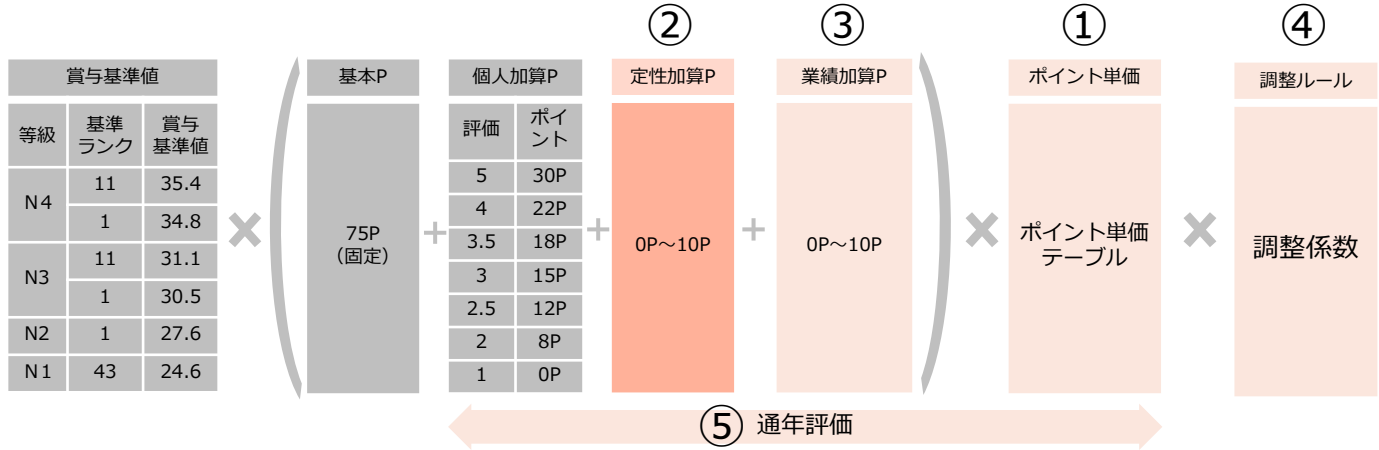 ② ③ ① ④
賞与基準値 基本P 個人加算P 定性加算P 業績加算P ポイント単価 調整ルール
等級 基準
ランク 賞与
基準値
N4 11 35.4
1 34.8
N3 11 31.1
1 30.5
N2 1 27.6
N1 43 24.6
×
75P
(固定)
+
評価 ポイ
ント
5 30P
4 22P
3.5 18P
3 15P
2.5 12P
2 8P
1 0P
+
0P～10P
+
0P～10P
×
ポイント単価
テーブル
×
調整係数
⑤ 通年評価